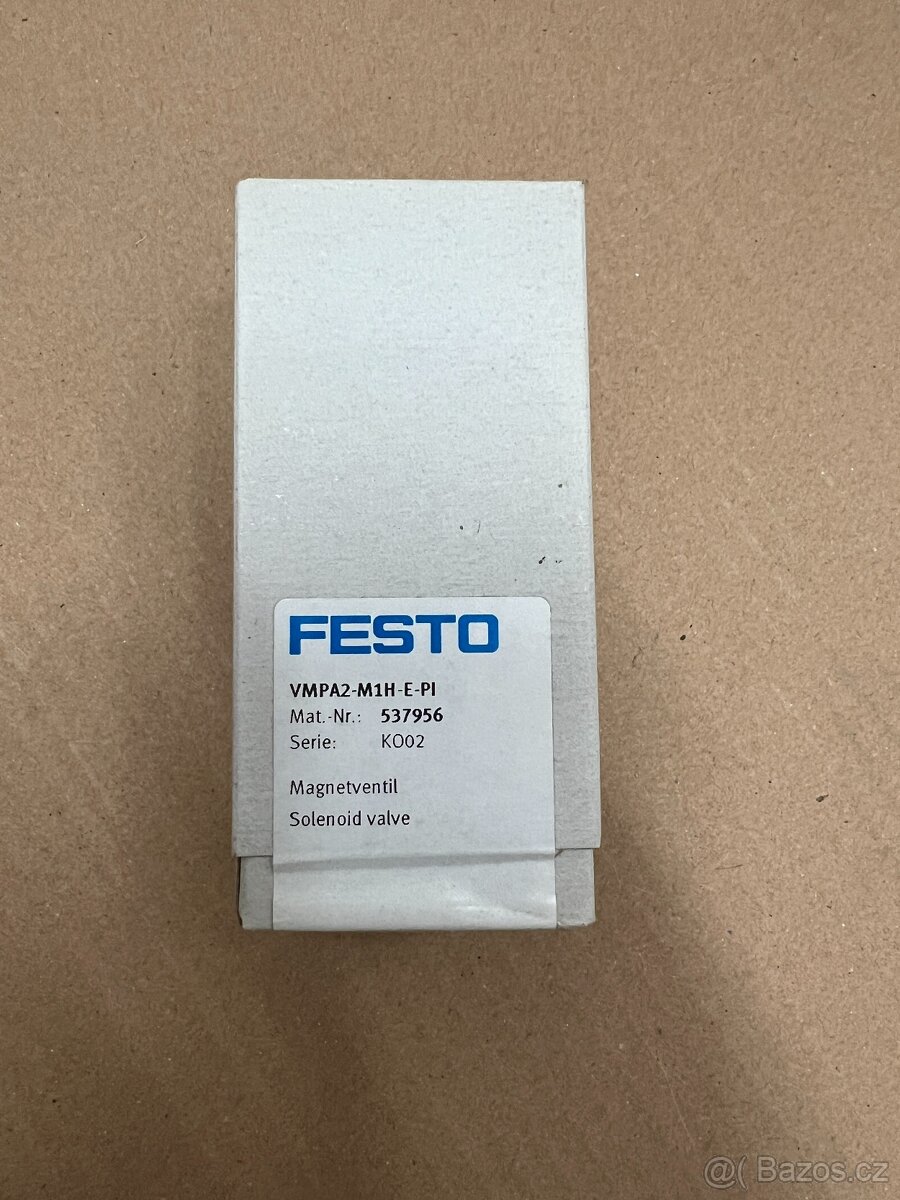 FESTO
VMPA2-M1H-E-PI
Mat.-Nr.: 537956
Serie: KO02
Magnetventil
Solenoid valve
@( Bazos.cz